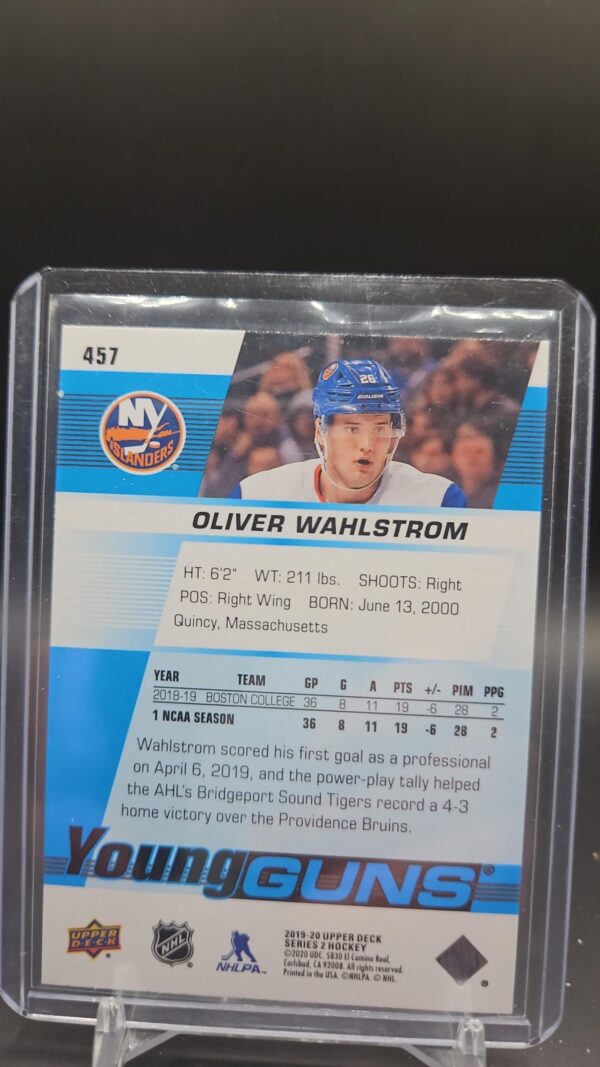 457
NY
ISLANDERS
26
BAUER
OLIVER WAHLSTROM
HT: 6'2" WT: 211 lbs. SHOOTS: Right
POS: Right Wing BORN: June 13, 2000
Quincy, Massachusetts
YEAR TEAM GP G A PTS +/- PIM PPG
2018-19 BOSTON COLLEGE 36 8 11 19 -6 28 2
1 NCAA SEASON 36 8 11 19 -6 28 2
Wahlstrom scored his first goal as a professional
on April 6, 2019, and the power-play tally helped
the AHL's Bridgeport Sound Tigers record a 4-3
home victory over the Providence Bruins.
Young GUNS®
UPPER
DECK
NHL
NHLPA
2019-20 UPPER DECK
SERIES 2 HOCKEY
©2020 UDC. 5830 El Camino Real,
Carlsbad, CA 92008. All rights reserved.
Printed in the USA. ©NHLPA. © NHL.